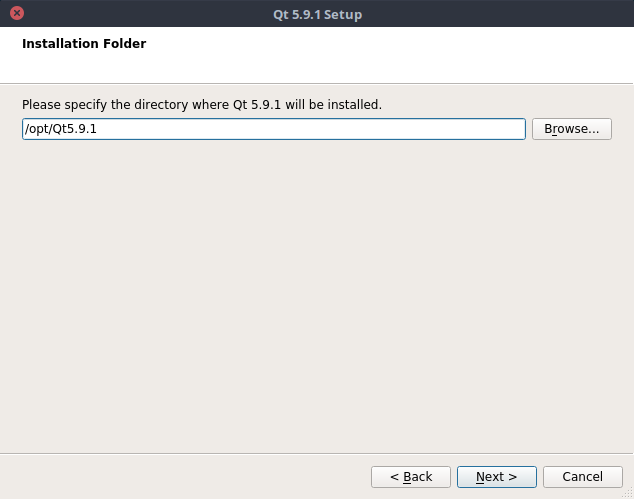 Qt 5.9.1 Setup
Installation Folder
Please specify the directory where Qt 5.9.1 will be installed.
/opt/Qt5.9.1 Browse...
< Back Next > Cancel